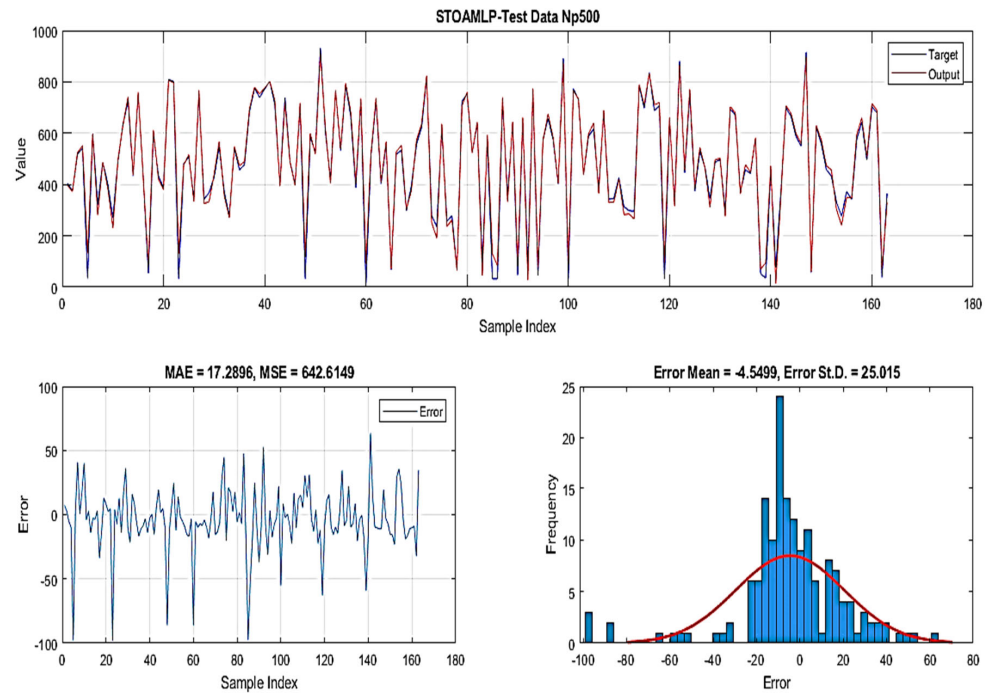 STOAMLP-Test Data Np500
1000
800
600
400
200
0
Value
Target
Output
0 20 40 60 80 100 120 140 160 180
Sample Index
MAE = 17.2896, MSE = 642.6149
100
50
0
-50
-100
Error
Error
0 20 40 60 80 100 120 140 160 180
Sample Index
Error Mean = -4.5499, Error St.D. = 25.015
25
20
15
10
5
0
Frequency
-100 -80 -60 -40 -20 0 20 40 60 80
Error